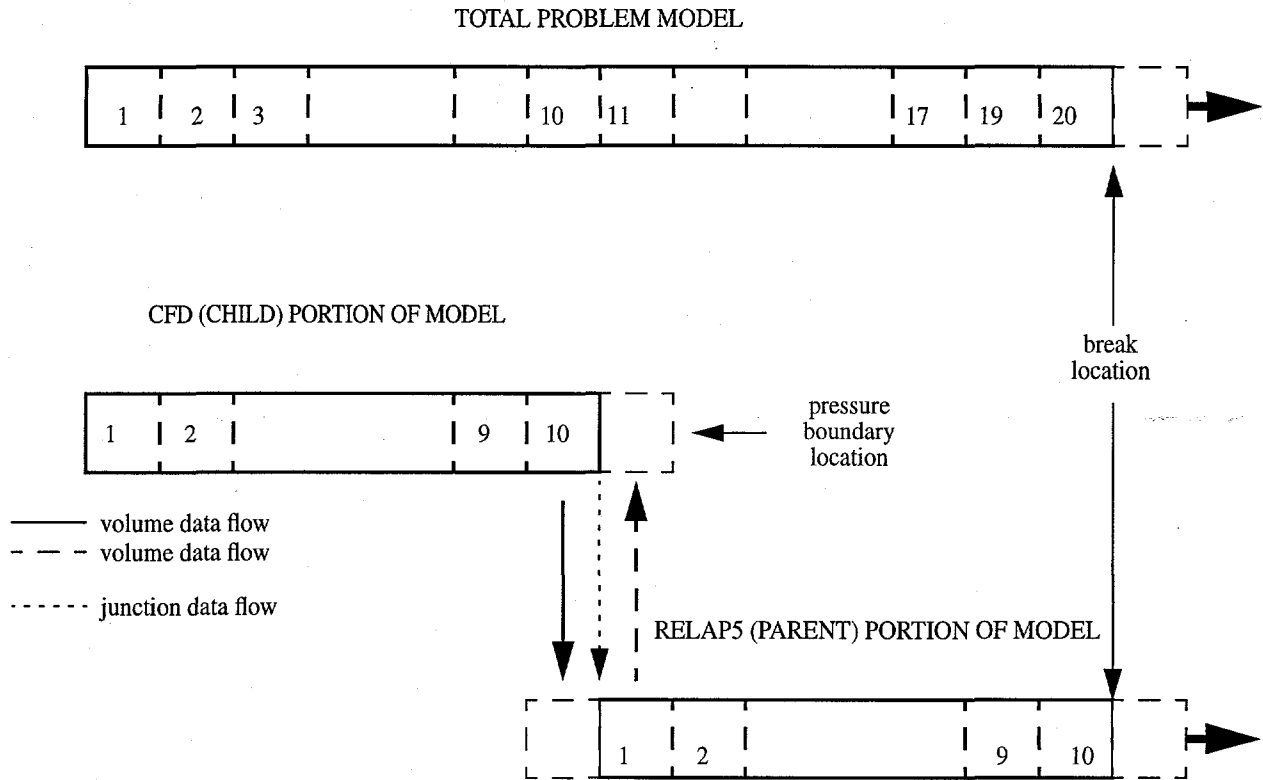 TOTAL PROBLEM MODEL
1 2 3 10 11 17 19 20
CFD (CHILD) PORTION OF MODEL
break
location
1 2 9 10
pressure
boundary
location
volume data flow
volume data flow
junction data flow
RELAP5 (PARENT) PORTION OF MODEL
1 2 9 10